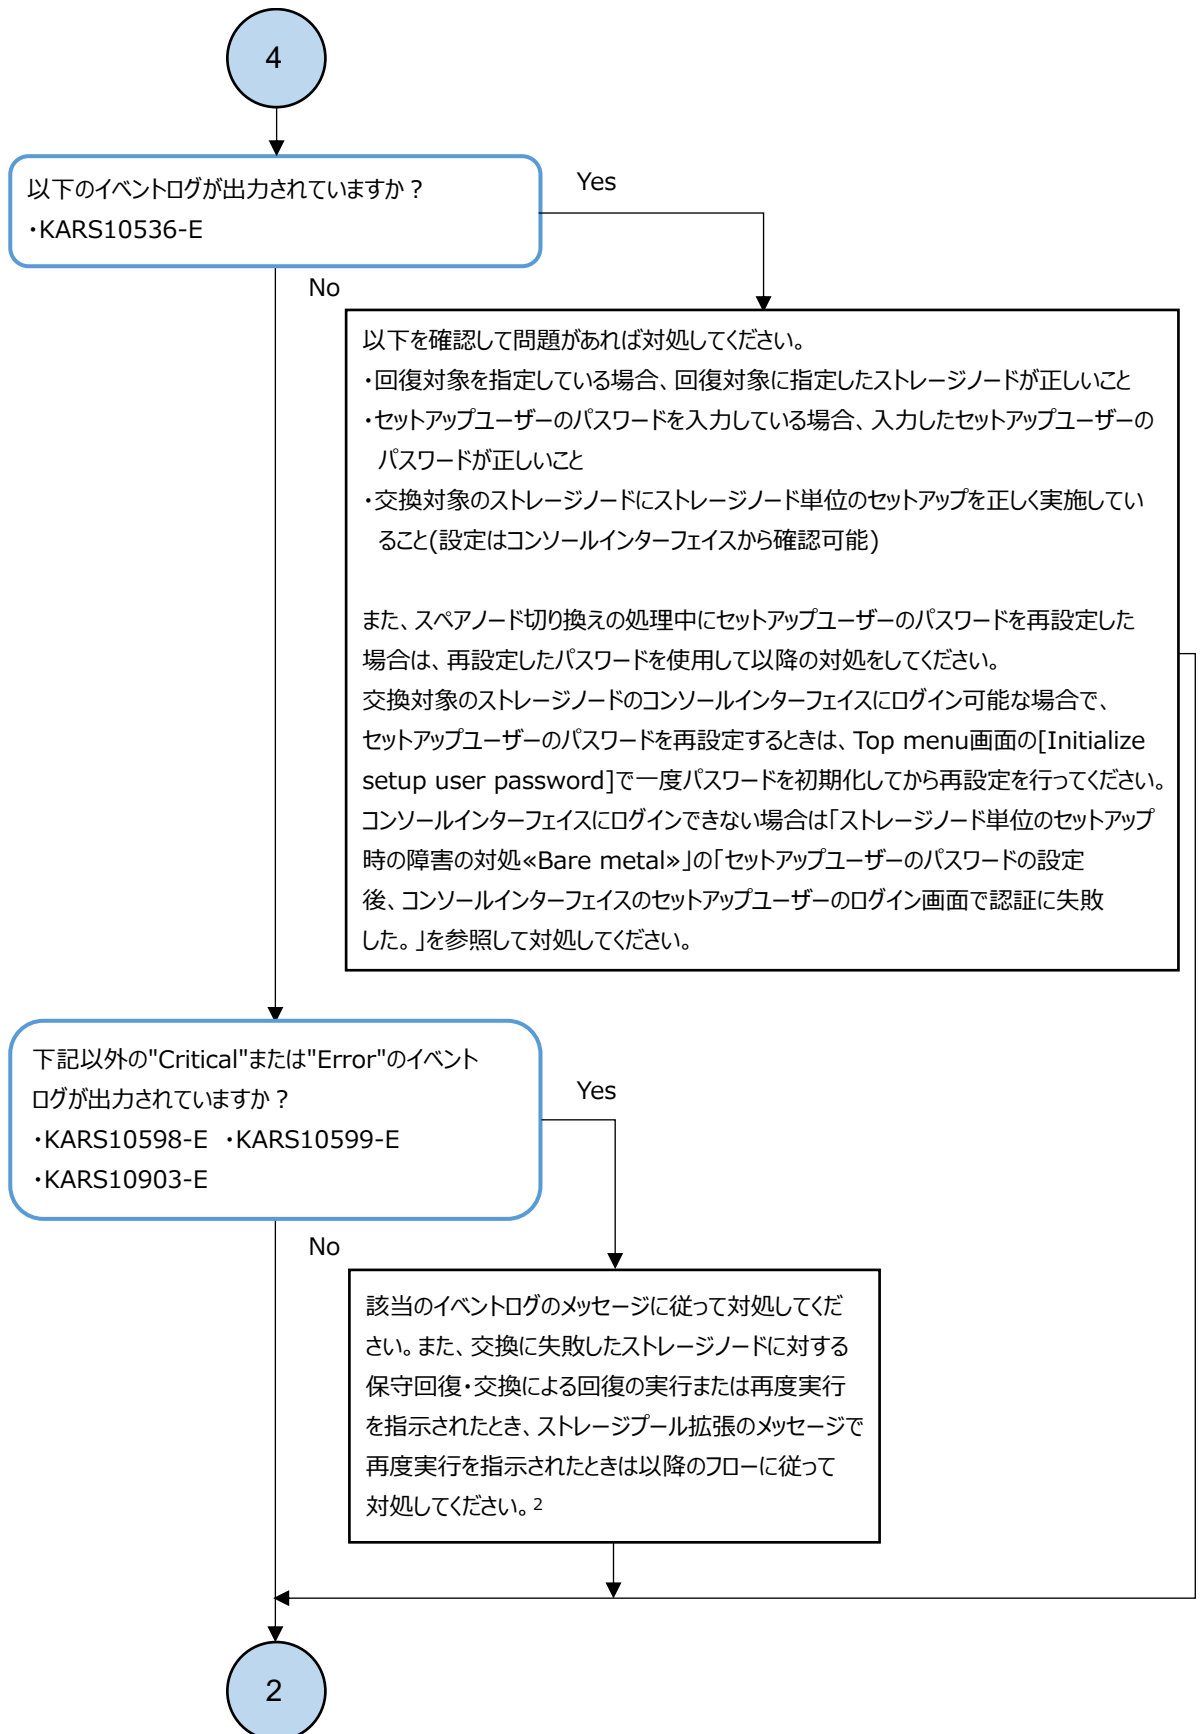 4
以下のイベントログが出力されていますか？
・KARS10536-E
Yes
No
以下を確認して問題があれば対処してください。
・回復対象を指定している場合、回復対象に指定したストレージノードが正しいこと
・セットアップユーザーのパスワードを入力している場合、入力したセットアップユーザーの
パスワードが正しいこと
・交換対象のストレージノードにストレージノード単位のセットアップを正しく実施してい
ること(設定はコンソールインターフェイスから確認可能)
また、スペアノード切り換えの処理中にセットアップユーザーのパスワードを再設定した
場合は、再設定したパスワードを使用して以降の対処をしてください。
交換対象のストレージノードのコンソールインターフェイスにログイン可能な場合で、
セットアップユーザーのパスワードを再設定するときは、Top menu画面の[Initialize
setup user password]で一度パスワードを初期化してから再設定を行ってください。
コンソールインターフェイスにログインできない場合は「ストレージノード単位のセットアップ
時の障害の対処≪Bare metal≫」の「セットアップユーザーのパスワードの設定
後、コンソールインターフェイスのセットアップユーザーのログイン画面で認証に失敗
した。」を参照して対処してください。
下記以外の"Critical"または"Error"のイベント
ログが出力されていますか？
・KARS10598-E ・KARS10599-E
・KARS10903-E
Yes
No
該当のイベントログのメッセージに従って対処してくだ
さい。また、交換に失敗したストレージノードに対する
保守回復・交換による回復の実行または再度実行
を指示されたとき、ストレージプール拡張のメッセージで
再度実行を指示されたときは以降のフローに従って
対処してください。2
2